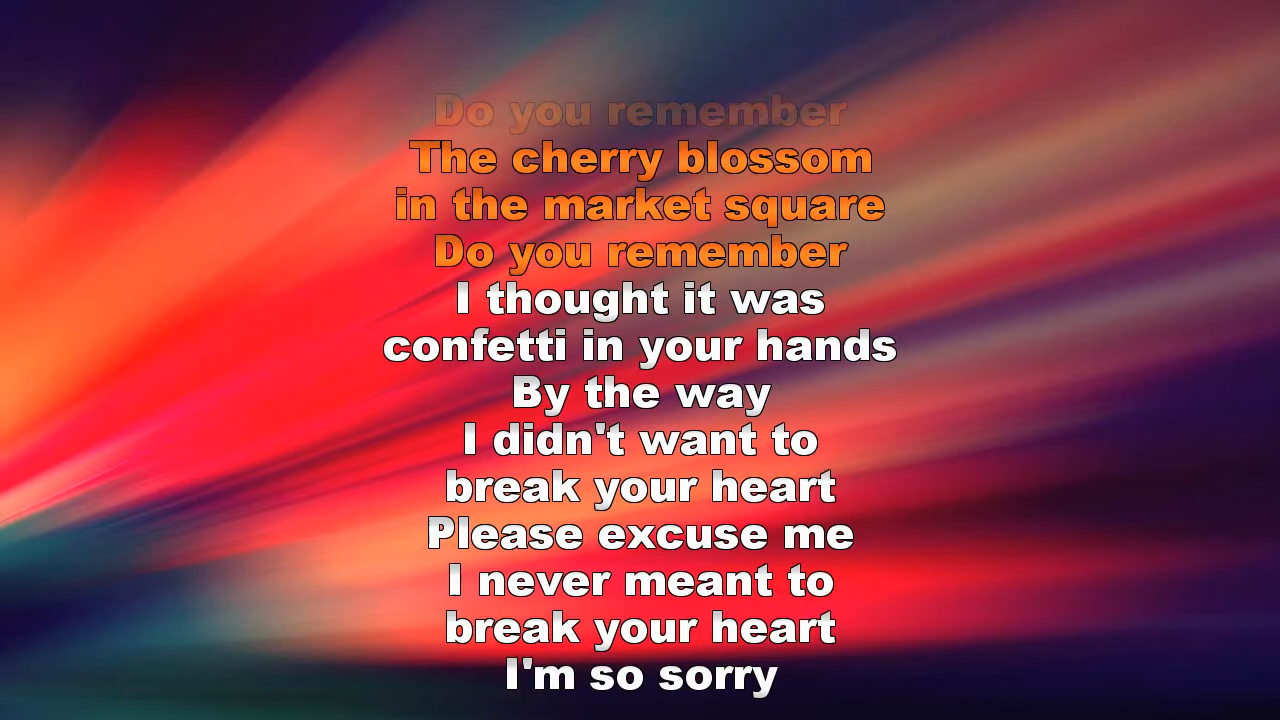 Do you remember
The cherry blossom
in the market square
Do you remember
I thought it was
confetti in your hands
By the way
I didn't want to
break your heart
Please excuse me
I never meant to
break your heart
I'm so sorry